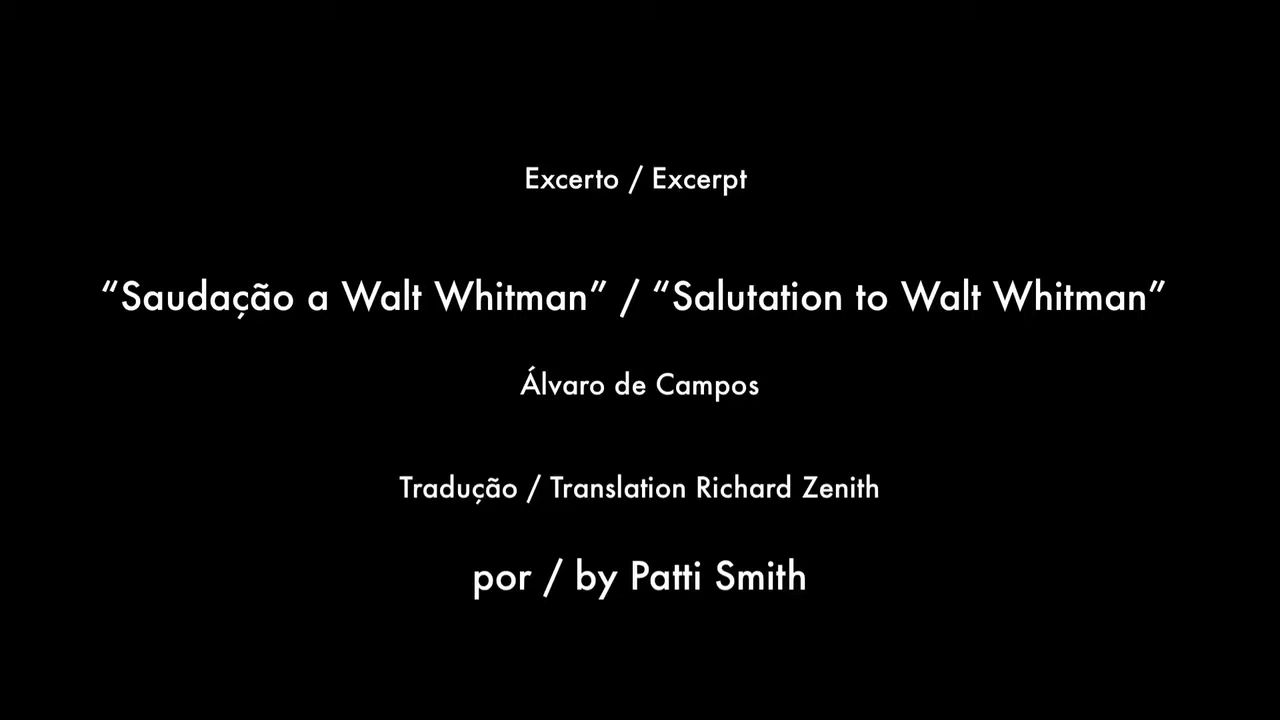 Excerto / Excerpt
“Saudação a Walt Whitman” / “Salutation to Walt Whitman”
Álvaro de Campos
Tradução / Translation Richard Zenith
por / by Patti Smith